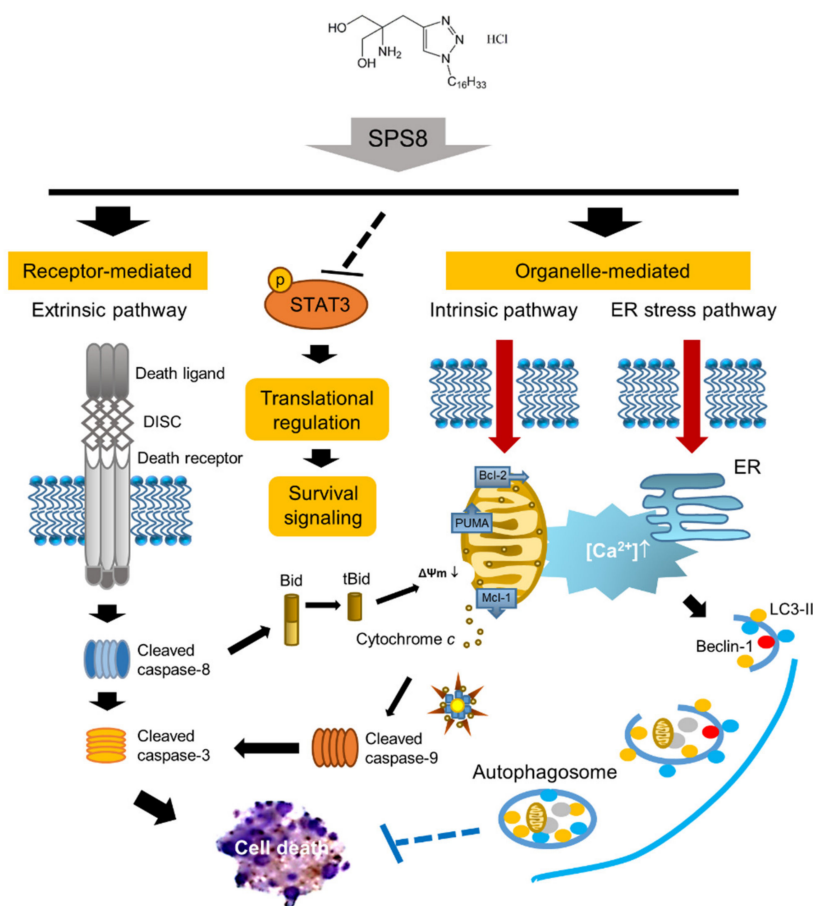 HO
NH₂
OH
N
N
N
C₁₆H₃₃
HCl
SPS8
Receptor-mediated
Organelle-mediated
Extrinsic pathway
p
STAT3
Intrinsic pathway
ER stress pathway
Death ligand
DISC
Death receptor
Translational
regulation
Survival
signaling
Bcl-2
PUMA
Mcl-1
ER
[Ca²⁺]↑
ΔΨm ↓
Bid
tBid
Cytochrome c
LC3-II
Beclin-1
Cleaved
caspase-8
Cleaved
caspase-3
Cleaved
caspase-9
Autophagosome
Cell death